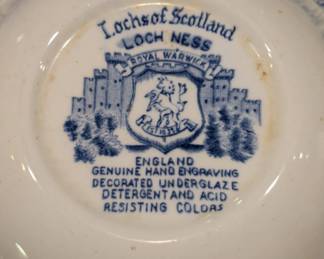 Lochs of Scotland
LOCH NESS
ROYAL WARWICK
ENGLAND
GENUINE HAND ENGRAVING
DECORATED UNDERGLAZE
DETERGENT AND ACID
RESISTING COLORS